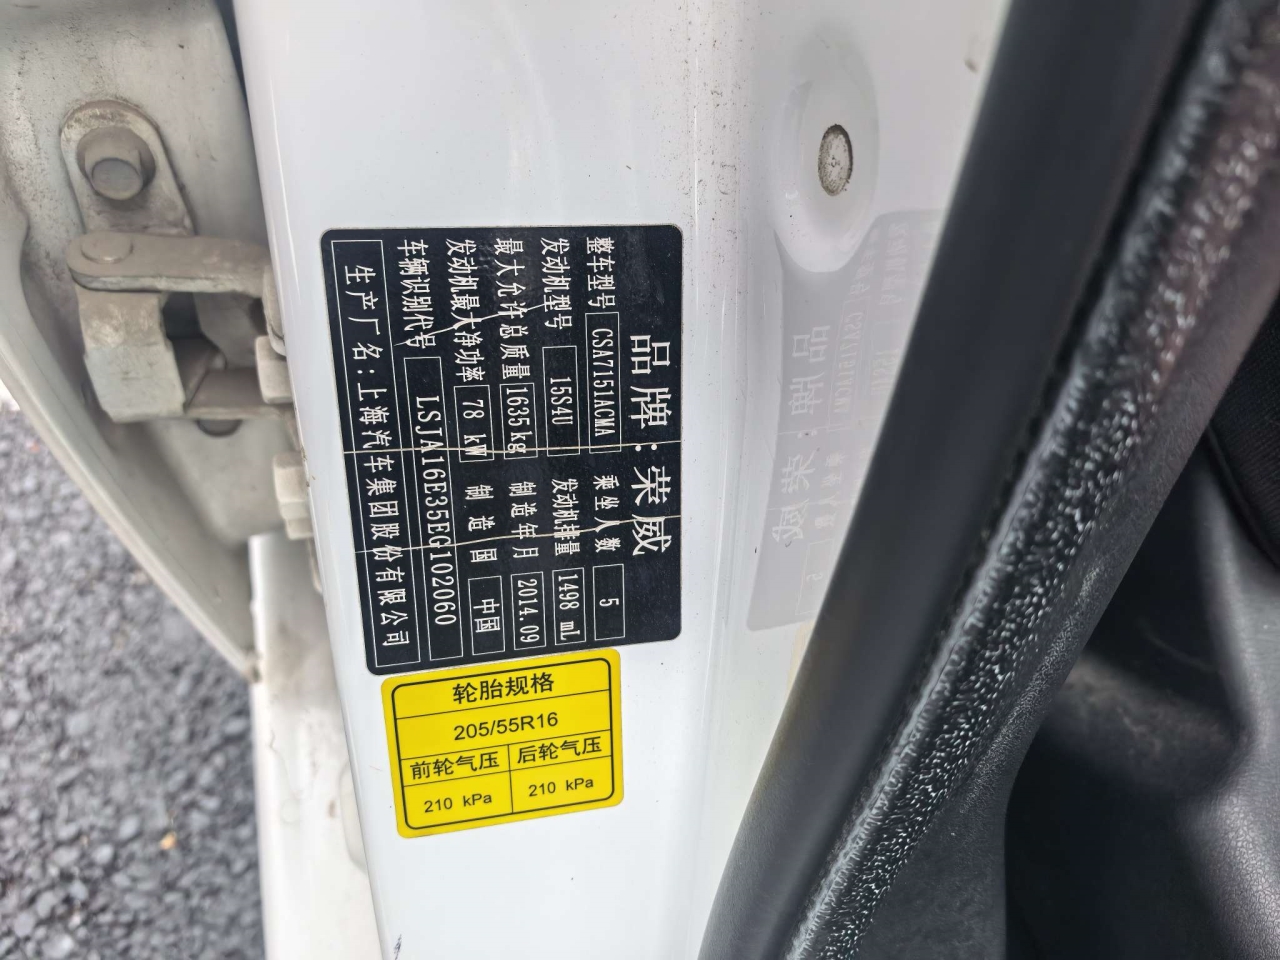 品牌:荣威
整车型号 CSA7151ACMA 乘坐人数 5
发动机型号 15S4U 发动机排量 1498 mL
最大允许总质量 1635kg 制造年月 2014.09
发动机最大净功率 78 kW 制造国 中国
车辆识别代号 LSJA16E35EG102060
生产厂名:上海汽车集团股份有限公司
轮胎规格
205/55R16
前轮气压 后轮气压
210 kPa 210 kPa